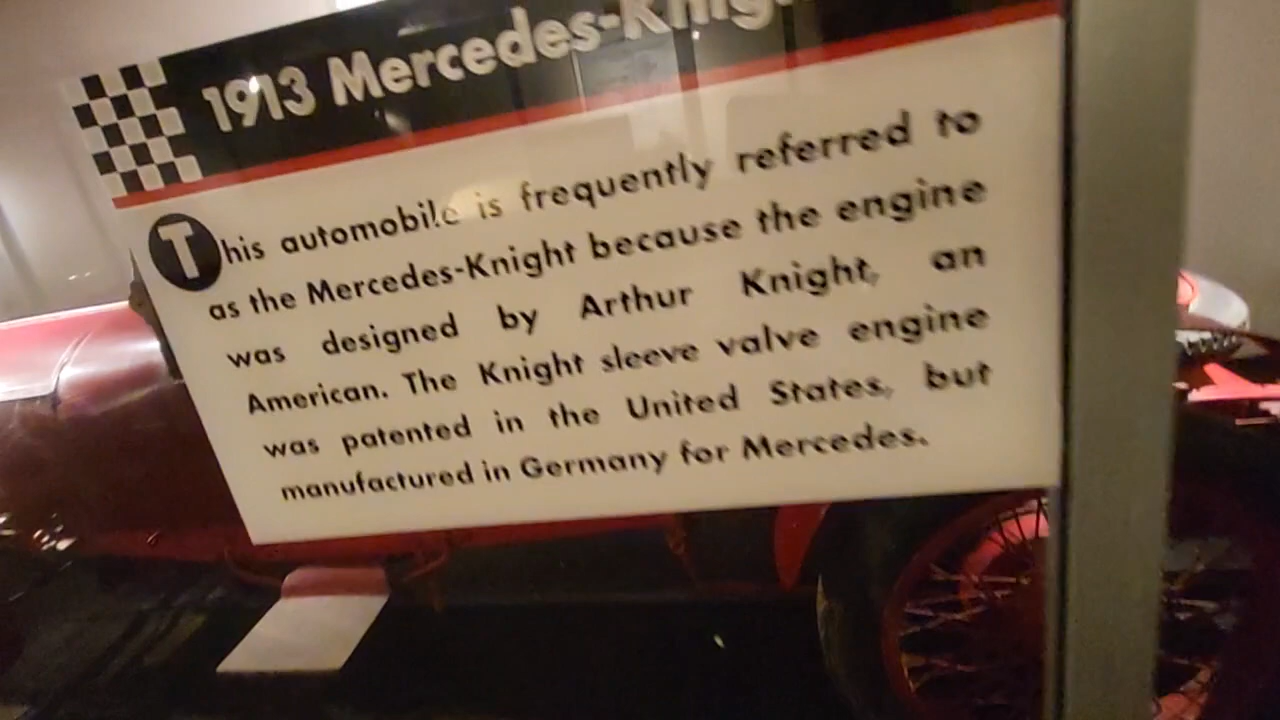 1913 Mercedes-Knigh
This automobile is frequently referred to
as the Mercedes-Knight because the engine
was designed by Arthur Knight, an
American. The Knight sleeve valve engine
was patented in the United States, but
manufactured in Germany for Mercedes.